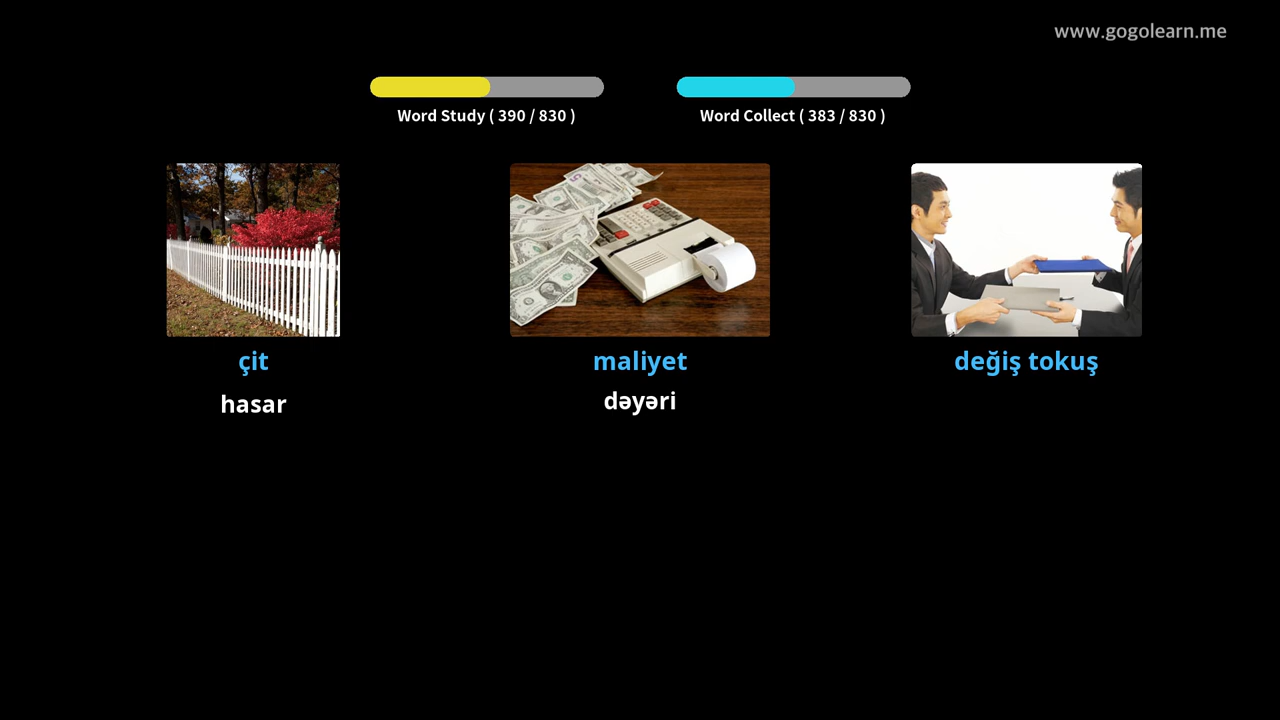 www.gogolearn.me
Word Study ( 390 / 830 )
Word Collect ( 383 / 830 )
çit
maliyet
değiş tokuş
hasar
dəyəri